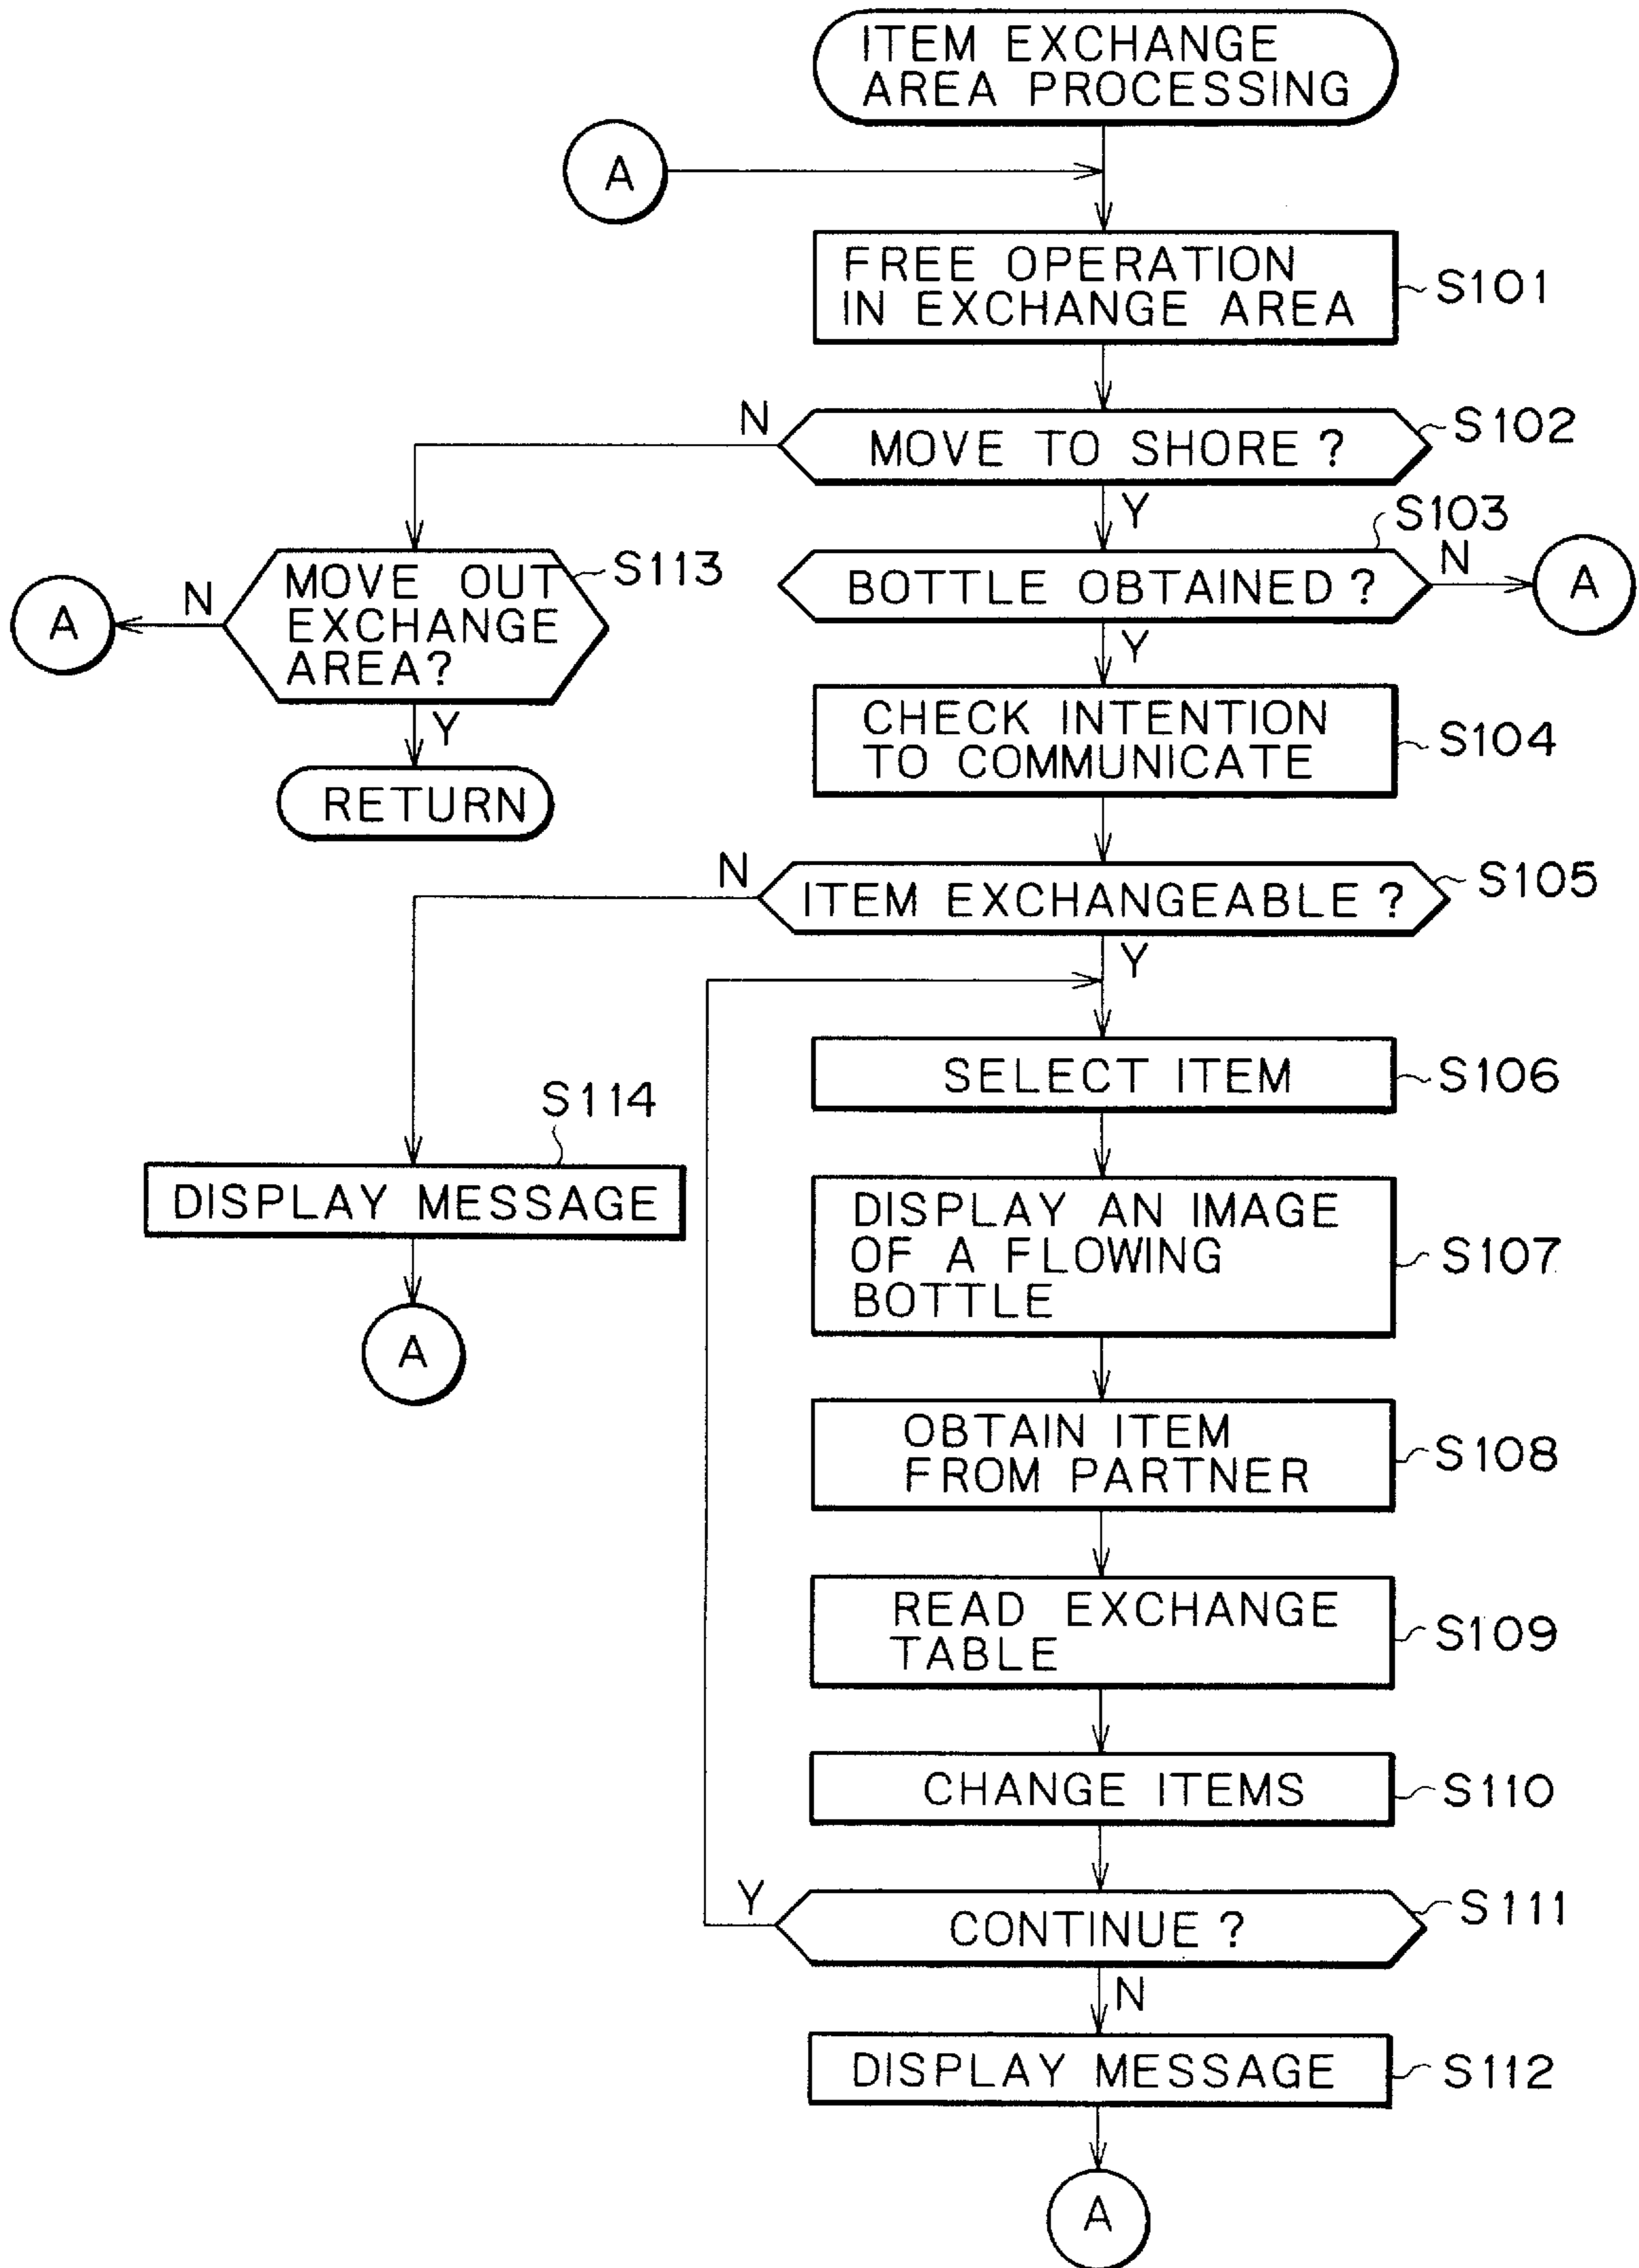 ITEM EXCHANGE
AREA PROCESSING
A
FREE OPERATION
IN EXCHANGE AREA
S101
N
MOVE TO SHORE ?
S102
Y
S103
BOTTLE OBTAINED ?
N
A
Y
MOVE OUT
EXCHANGE
AREA?
S113
N
A
Y
RETURN
CHECK INTENTION
TO COMMUNICATE
S104
N
ITEM EXCHANGEABLE ?
S105
Y
SELECT ITEM
S106
S114
DISPLAY MESSAGE
A
DISPLAY AN IMAGE
OF A FLOWING
BOTTLE
S107
OBTAIN ITEM
FROM PARTNER
S108
READ EXCHANGE
TABLE
S109
CHANGE ITEMS
S110
Y
CONTINUE ?
S111
N
DISPLAY MESSAGE
S112
A